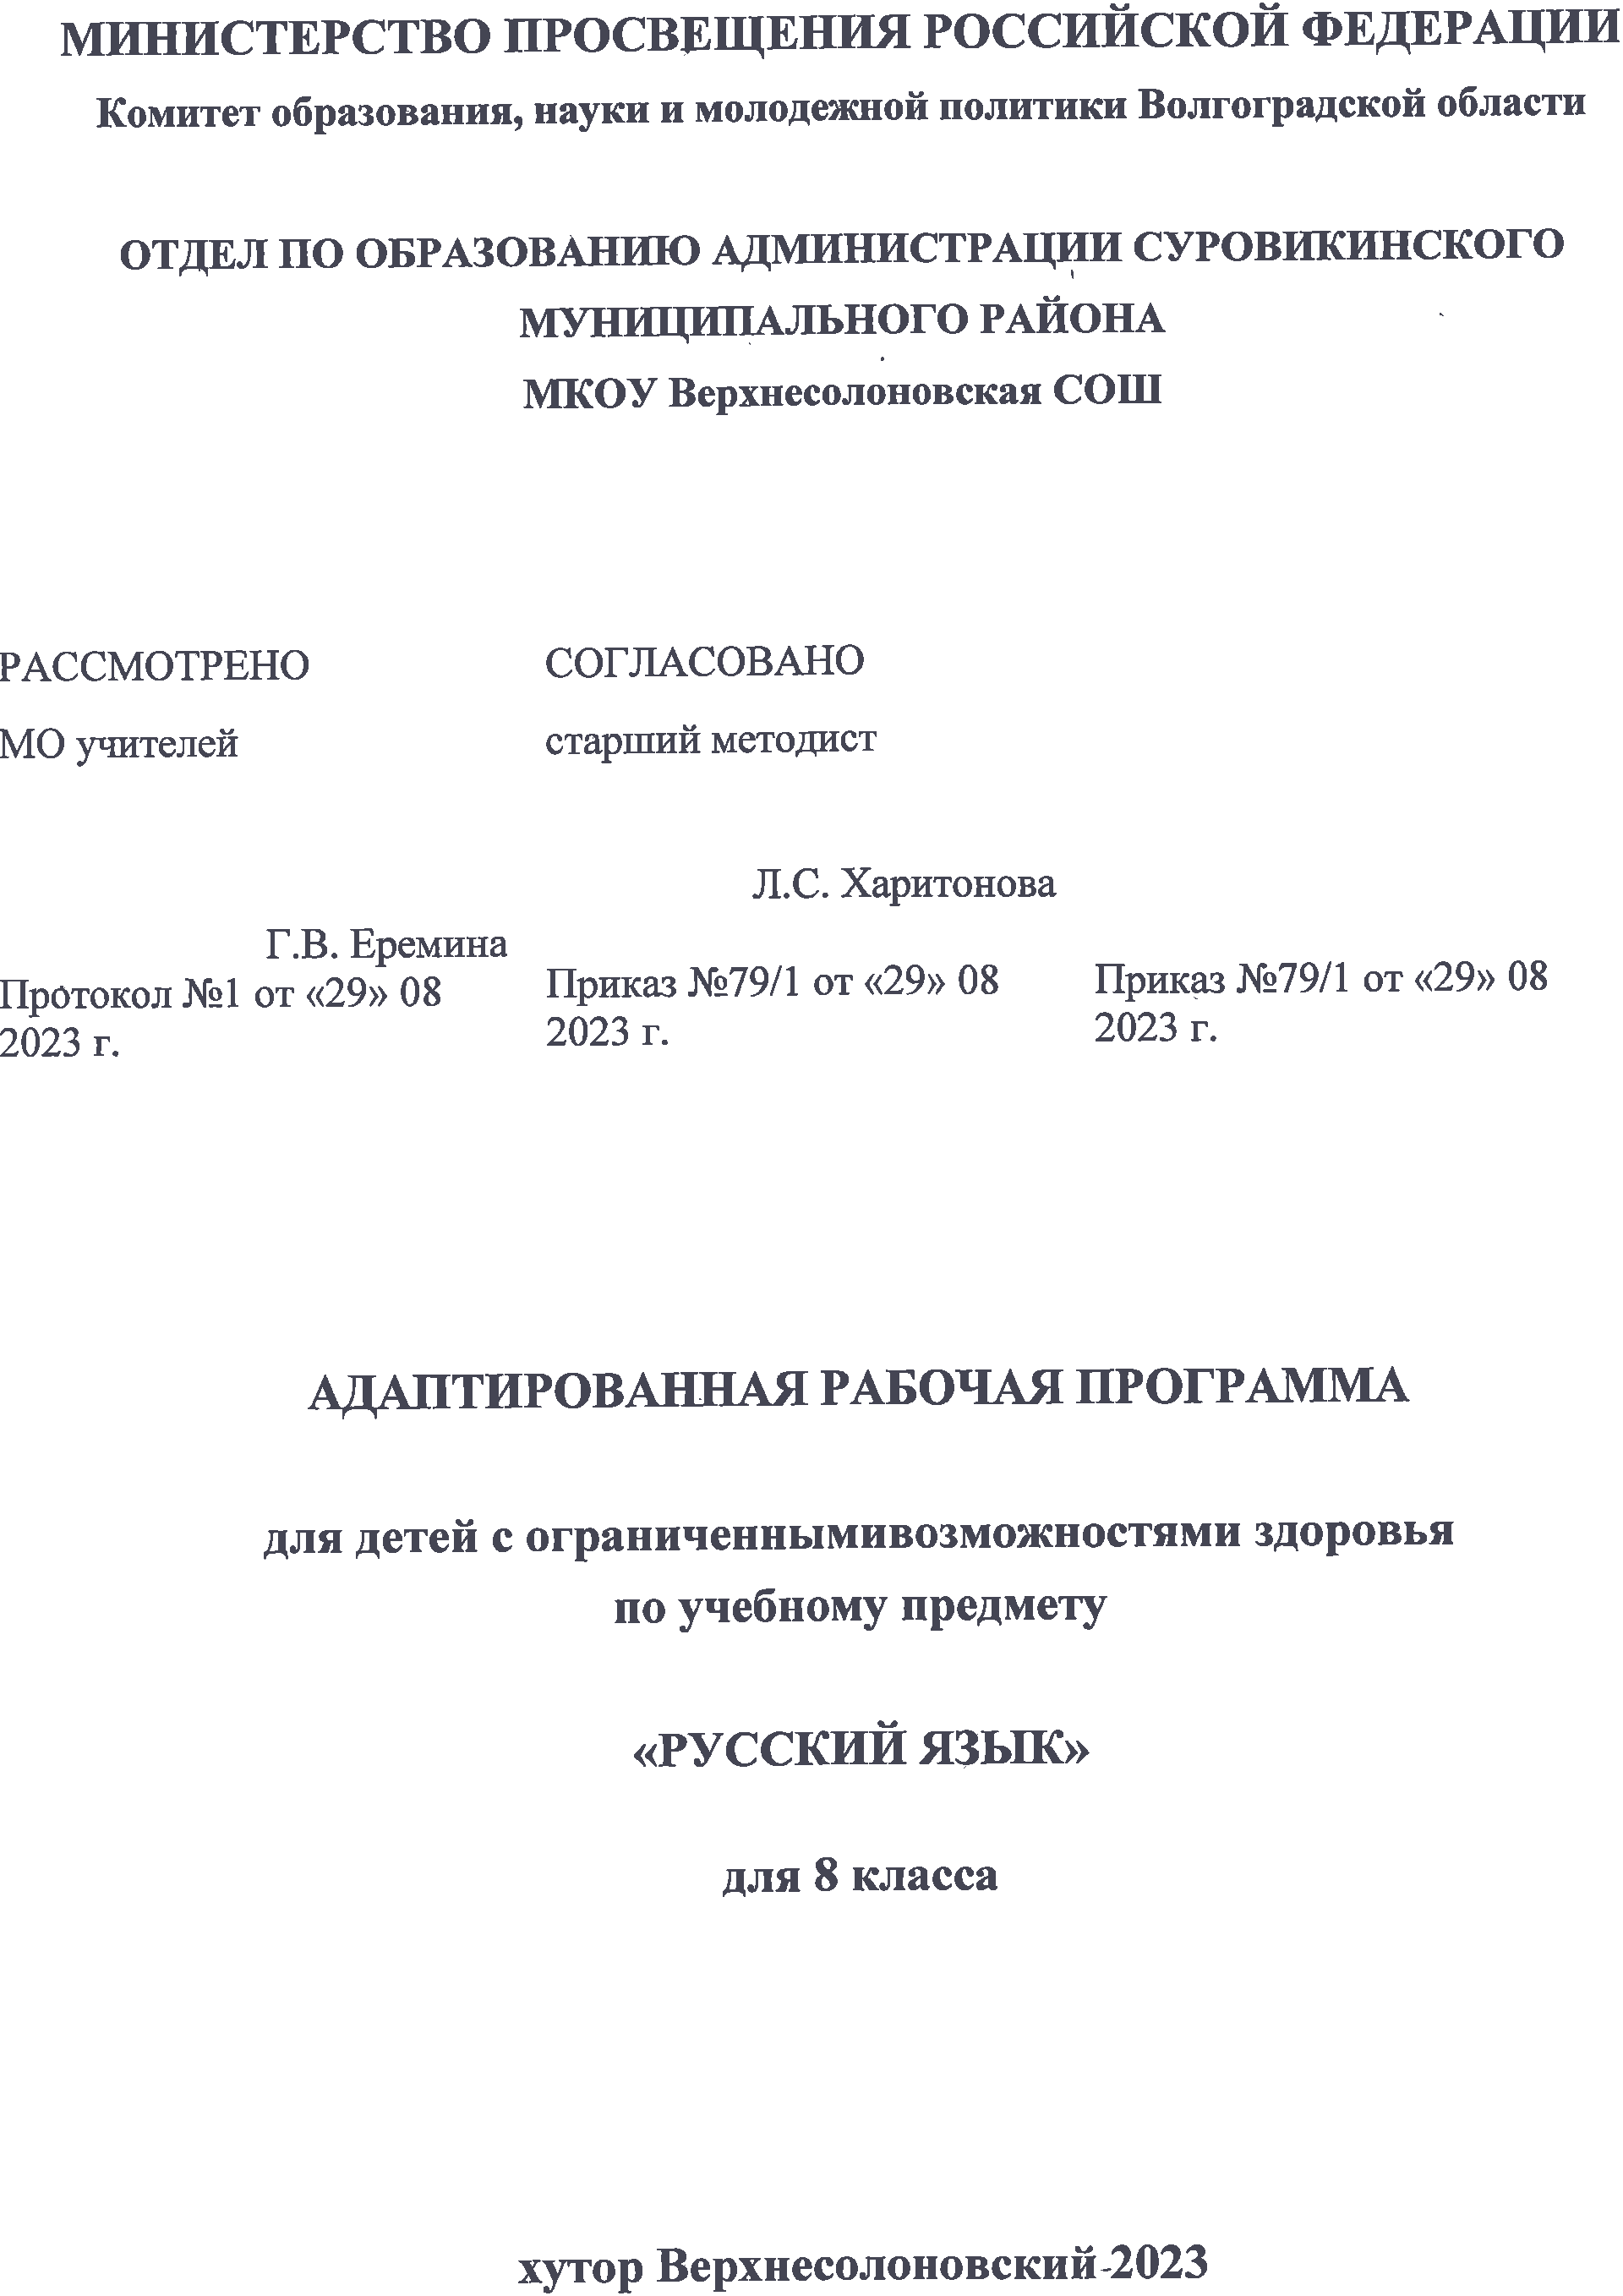 МИНИСТЕРСТВО ПРОСВЕЩЕНИЯ РОССИЙСКОЙ ФЕДЕРАЦИИ
Комитет образования, науки и молодежной политики Волгоградской области
ОТДЕЛ ПО ОБРАЗОВАНИЮ АДМИНИСТРАЦИИ СУРОВИКИНСКОГО
МУНИЦИПАЛЬНОГО РАЙОНА
МКОУ Верхнесолоновская СОШ
РАССМОТРЕНО
МО учителей
Г.В. Еремина
Протокол №1 от «29» 08
2023 г.
СОГЛАСОВАНО
старший методист
Л.С. Харитонова
Приказ №79/1 от «29» 08
2023 г.
Приказ №79/1 от «29» 08
2023 г.
АДАПТИРОВАННАЯ РАБОЧАЯ ПРОГРАММА
для детей с ограниченнымивозможностями здоровья
по учебному предмету
«РУССКИЙ ЯЗЫК»
для 8 класса
хутор Верхнесолоновский-2023